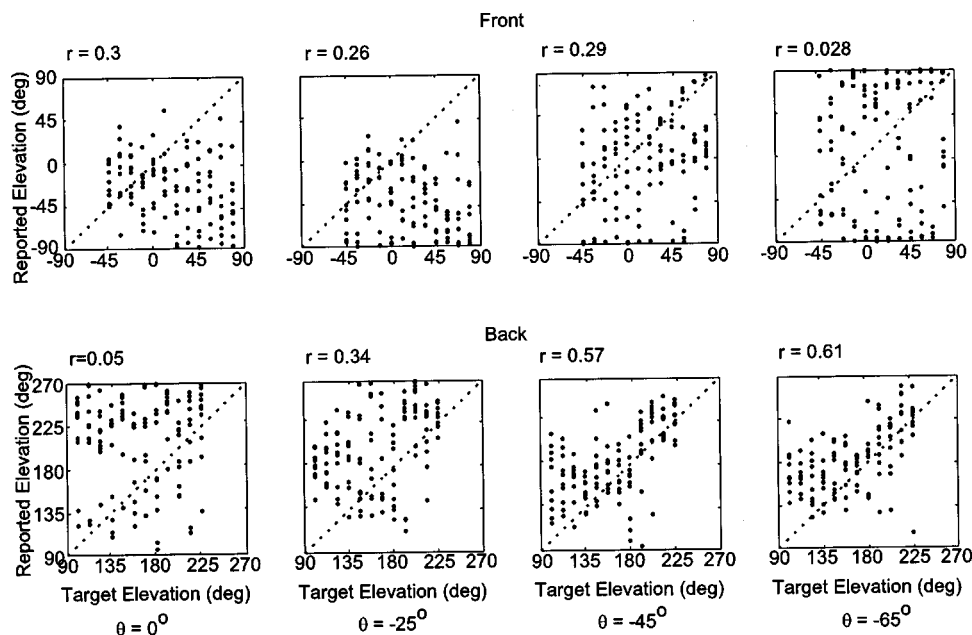 Front
r = 0.3 r = 0.26 r = 0.29 r = 0.028
Reported Elevation (deg)
90
45
0
-45
-90
-90 -45 0 45 90 -90 -45 0 45 90 -90 -45 0 45 90 -90 -45 0 45 90
Back
r=0.05 r = 0.34 r = 0.57 r = 0.61
Reported Elevation (deg)
270
225
180
135
90
90 135 180 225 270 90 135 180 225 270 90 135 180 225 270 90 135 180 225 270
Target Elevation (deg) Target Elevation (deg) Target Elevation (deg) Target Elevation (deg)
θ = 0° θ = -25° θ = -45° θ = -65°